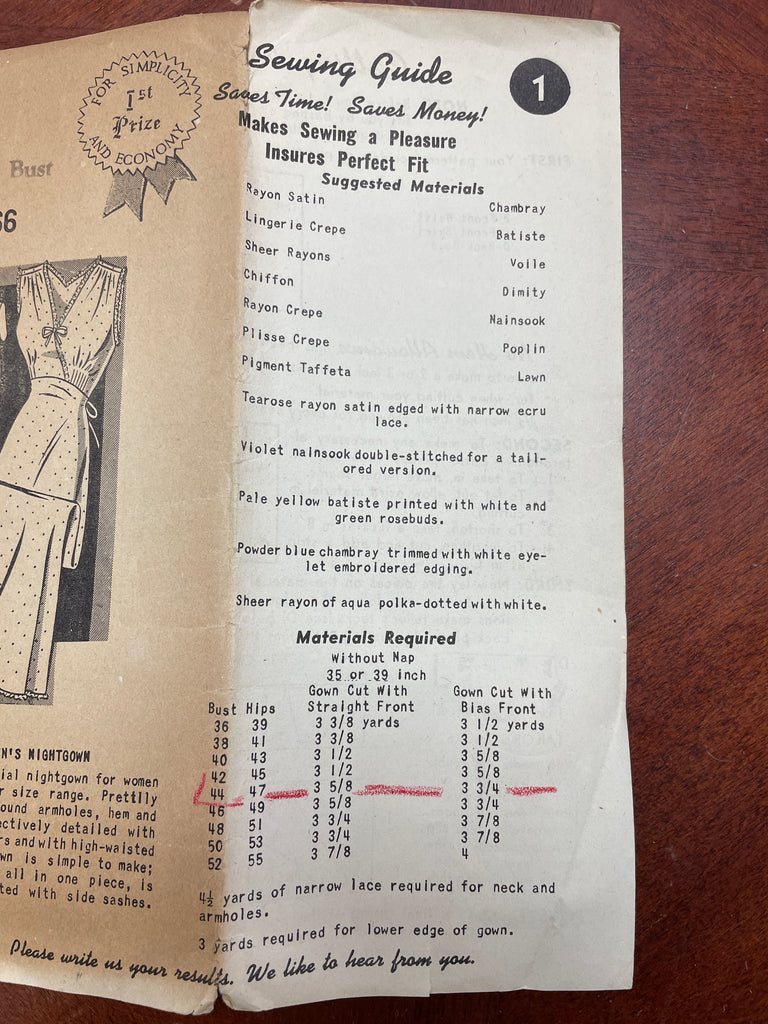 FOR SIMPLICITY
1st
Prize
AND ECONOMY
Bust
66
N'S NIGHTGOWN
ial nightgown for women
r size range. Prettily
ound armholes, hem and
ectively detailed with
rs and with high-waisted
wn is simple to make;
all in one piece, is
ted with side sashes.
Sewing Guide
1
Saves Time! Saves Money!
Makes Sewing a Pleasure
Insures Perfect Fit
Suggested Materials
Rayon Satin Chambray
Lingerie Crepe Batiste
Sheer Rayons Voile
Chiffon Dimity
Rayon Crepe Nainsook
Plisse Crepe Poplin
Pigment Taffeta Lawn
Tearose rayon satin edged with narrow ecru
lace.
Violet nainsook double-stitched for a tail-
ored version.
Pale yellow batiste printed with white and
green rosebuds.
Powder blue chambray trimmed with white eye-
let embroidered edging.
Sheer rayon of aqua polka-dotted with white.
Materials Required
Without Nap
35 or 39 inch
Gown Cut With Gown Cut With
Bust Hips Straight Front Bias Front
36 39 3 3/8 yards 3 1/2 yards
38 41 3 3/8 3 1/2
40 43 3 1/2 3 5/8
42 45 3 1/2 3 5/8
44 47 3 5/8 3 3/4
46 49 3 5/8 3 3/4
48 51 3 3/4 3 7/8
50 53 3 3/4 3 7/8
52 55 3 7/8 4
4½ yards of narrow lace required for neck and
armholes.
3 yards required for lower edge of gown.
Please write us your results. We like to hear from you.